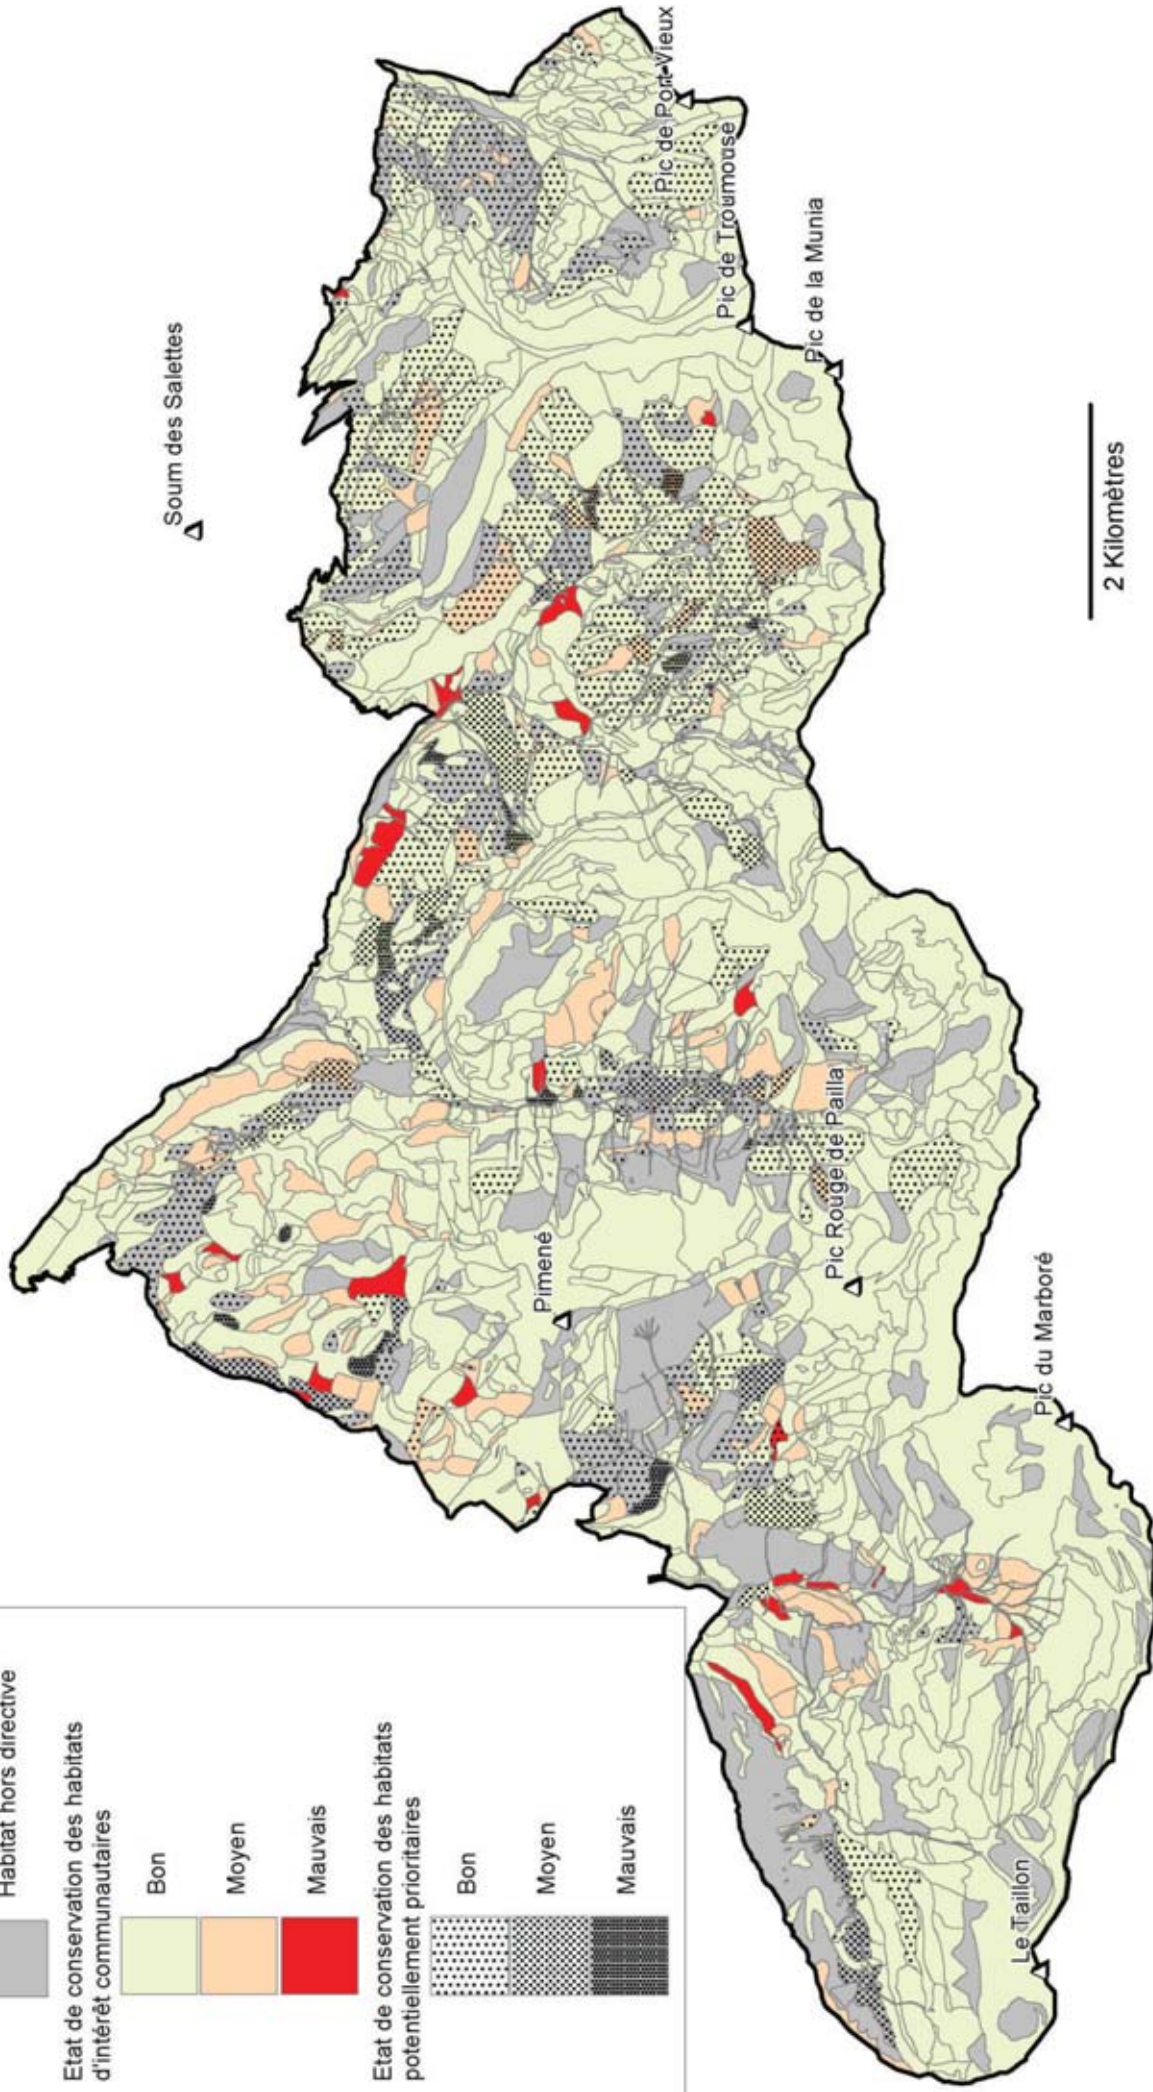 Habitat hors directive
Etat de conservation des habitats
d'intérêt communautaires
Bon
Moyen
Mauvais
Etat de conservation des habitats
potentiellement prioritaires
Bon
Moyen
Mauvais
Soum des Salettes
Pic de Port Vieux
Pic de Troumouse
Pic de la Munia
Pimené
Pic Rouge de Pailla
Pic du Marboré
Le Taillon
2 Kilomètres